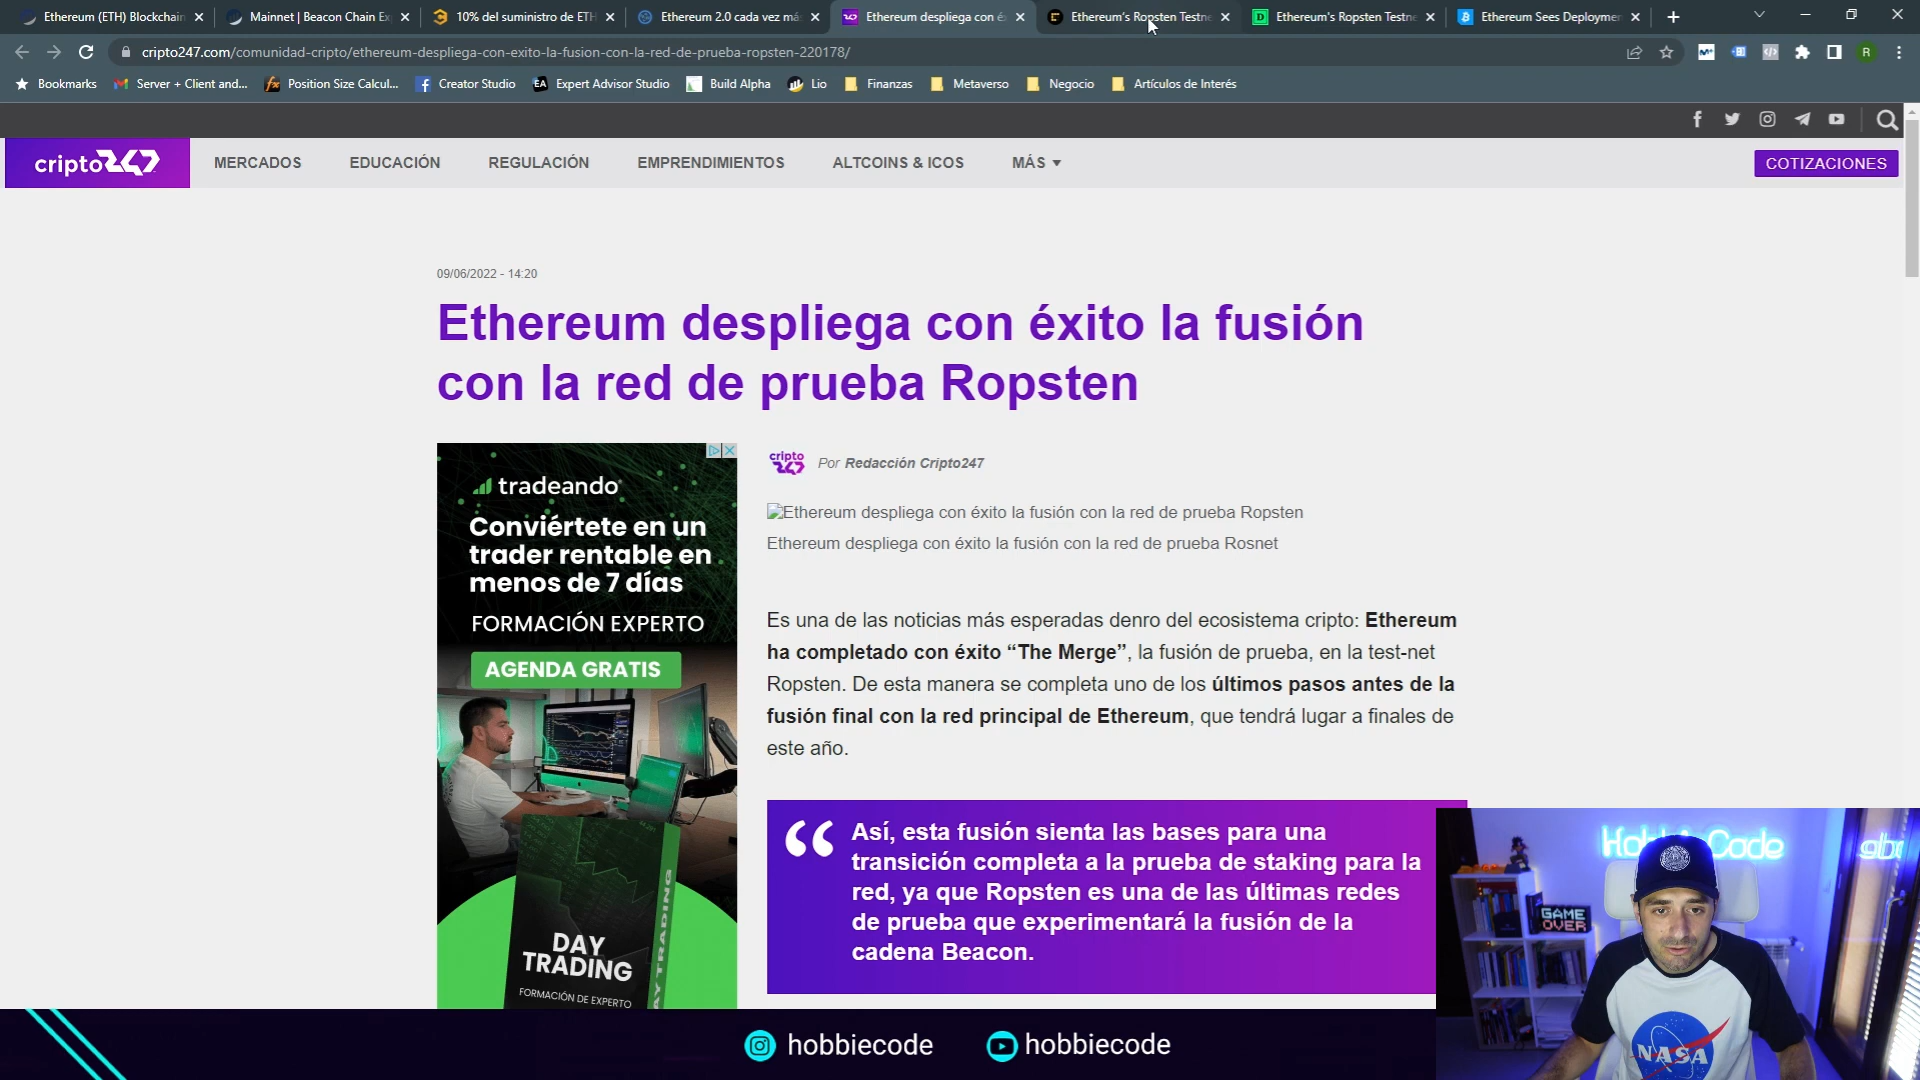 Ethereum (ETH) Blockchain
Mainnet | Beacon Chain Ex
10% del suministro de ETH
Ethereum 2.0 cada vez má
Ethereum despliega con é
Ethereum's Ropsten Testne
Ethereum's Ropsten Testne
Ethereum Sees Deploymen
cripto247.com/comunidad-cripto/ethereum-despliega-con-exito-la-fusion-con-la-red-de-prueba-ropsten-220178/
R
Bookmarks
Server + Client and...
Position Size Calcul...
Creator Studio
EA
Expert Advisor Studio
Build Alpha
Lio
Finanzas
Metaverso
Negocio
Artículos de Interés
cripto247
MERCADOS
EDUCACIÓN
REGULACIÓN
EMPRENDIMIENTOS
ALTCOINS & ICOS
MÁS
COTIZACIONES
09/06/2022 - 14:20
Ethereum despliega con éxito la fusión
con la red de prueba Ropsten
tradeando
Conviértete en un
trader rentable en
menos de 7 días
FORMACIÓN EXPERTO
AGENDA GRATIS
DAY
TRADING
FORMACIÓN DE EXPERTO
cripto
247
Por Redacción Cripto247
Ethereum despliega con éxito la fusión con la red de prueba Ropsten
Ethereum despliega con éxito la fusión con la red de prueba Rosnet
Es una de las noticias más esperadas denro del ecosistema cripto: Ethereum
ha completado con éxito “The Merge”, la fusión de prueba, en la test-net
Ropsten. De esta manera se completa uno de los últimos pasos antes de la
fusión final con la red principal de Ethereum, que tendrá lugar a finales de
este año.
Así, esta fusión sienta las bases para una
transición completa a la prueba de staking para la
red, ya que Ropsten es una de las últimas redes
de prueba que experimentará la fusión de la
cadena Beacon.
GAME
OVER
NASA
hobbiecode
hobbiecode